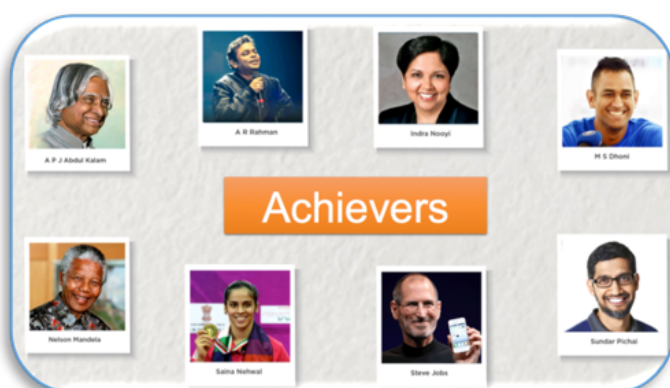 A P J Abdul Kalam
A R Rahman
Indra Nooyi
M S Dhoni
Achievers
Nelson Mandela
Saina Nehwal
Steve Jobs
Sundar Pichai